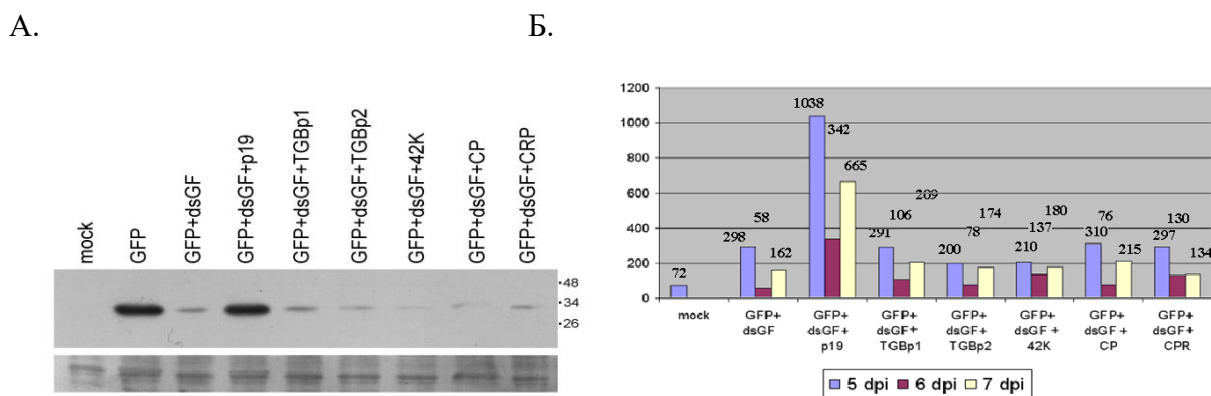 А.
Б.
mock
GFP
GFP+dsGF
GFP+dsGF+p19
GFP+dsGF+TGBp1
GFP+dsGF+TGBp2
GFP+dsGF+42K
GFP+dsGF+CP
GFP+dsGF+CRP
•48
•34
•26
1200
1000
800
600
400
200
0
72
298
58
162
1038
342
665
291
106
209
200
78
174
210
137
180
310
76
215
297
130
134
mock
GFP+
dsGF
GFP+
dsGF+
p19
GFP+
dsGF+
TGBp1
GFP+
dsGF+
TGBp2
GFP+
dsGF +
42K
GFP+
dsGF +
CP
GFP+
dsGF+
CPR
5 dpi 6 dpi 7 dpi